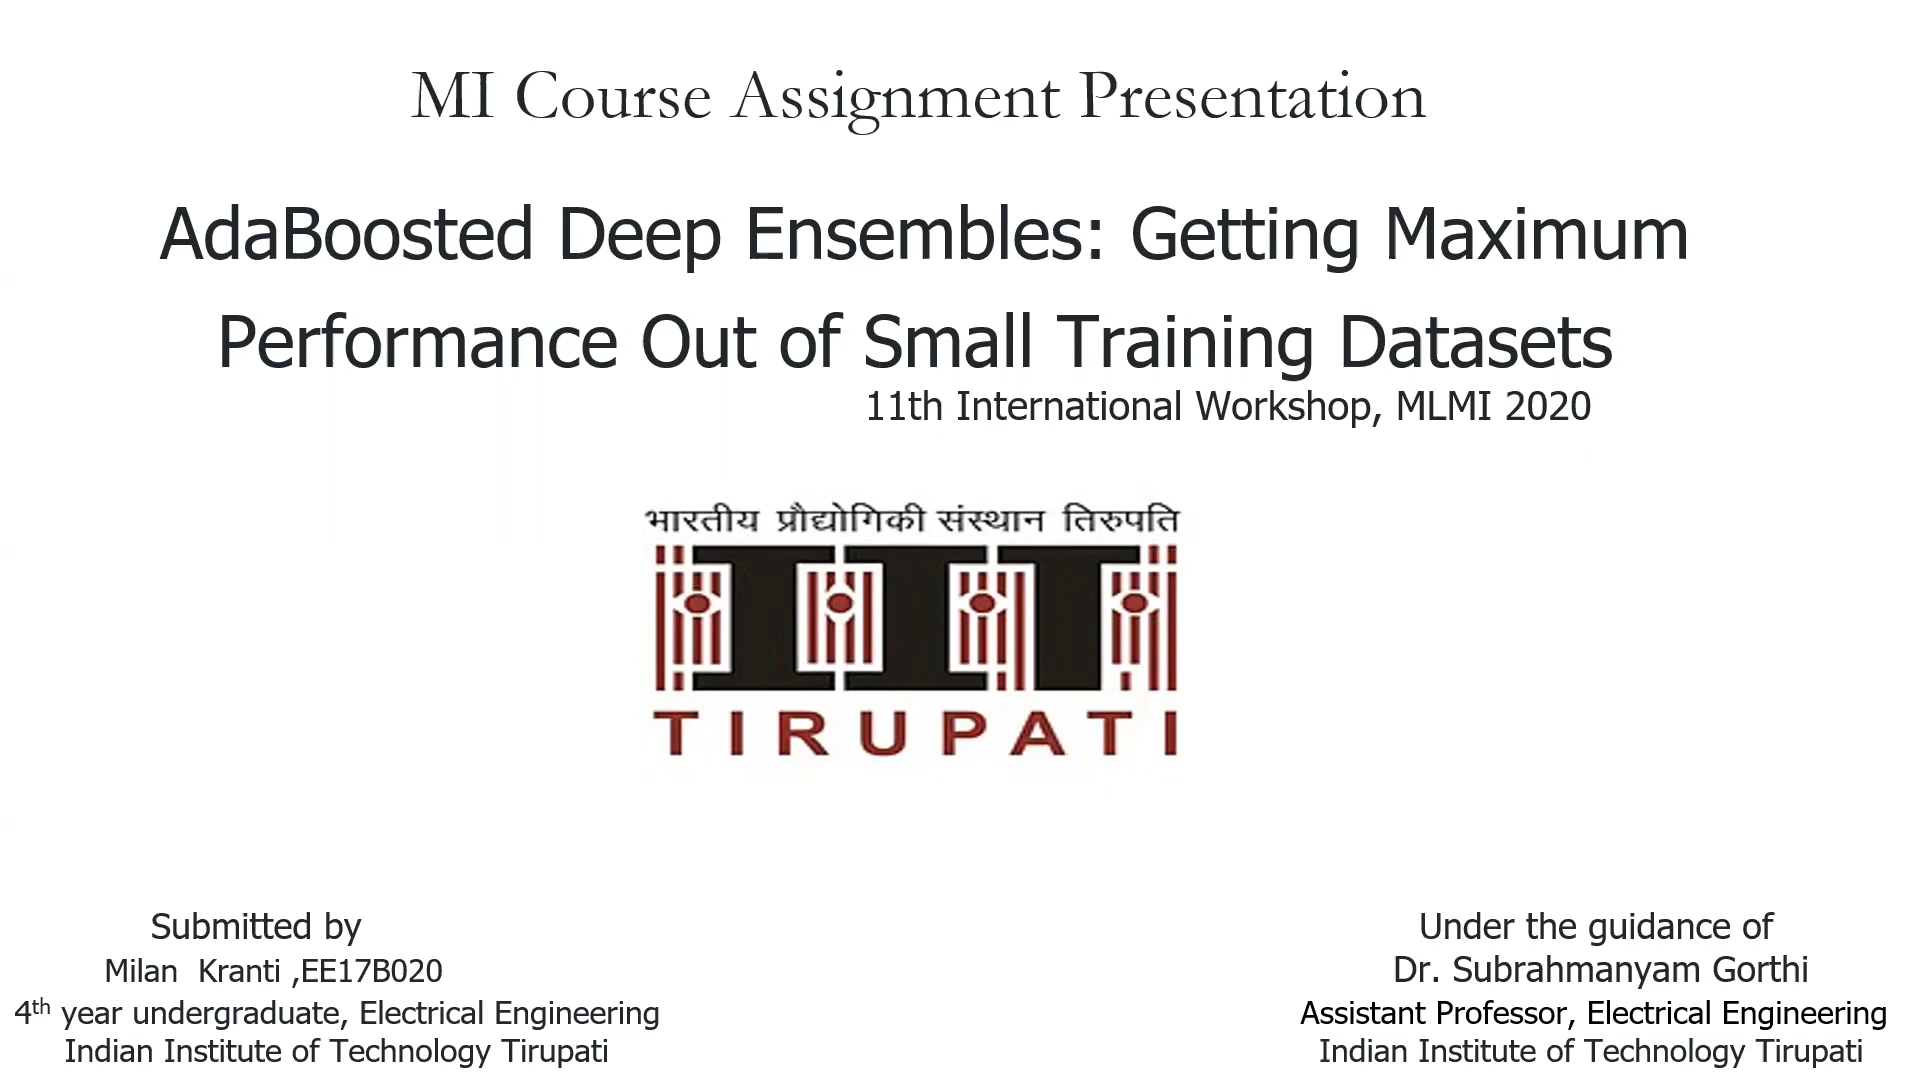 MI Course Assignment Presentation
AdaBoosted Deep Ensembles: Getting Maximum
Performance Out of Small Training Datasets
11th International Workshop, MLMI 2020
भारतीय प्रौद्योगिकी संस्थान तिरुपति
IIT
TIRUPATI
Submitted by
Milan Kranti ,EE17B020
4th year undergraduate, Electrical Engineering
Indian Institute of Technology Tirupati
Under the guidance of
Dr. Subrahmanyam Gorthi
Assistant Professor, Electrical Engineering
Indian Institute of Technology Tirupati